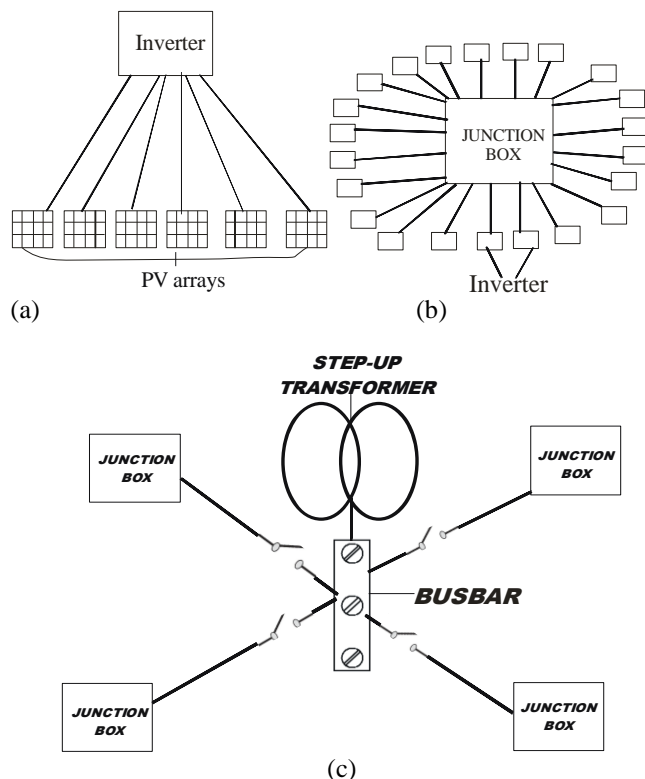 Inverter
PV arrays
(a)
JUNCTION
BOX
Inverter
(b)
STEP-UP
TRANSFORMER
JUNCTION
BOX
JUNCTION
BOX
BUSBAR
JUNCTION
BOX
JUNCTION
BOX
(c)